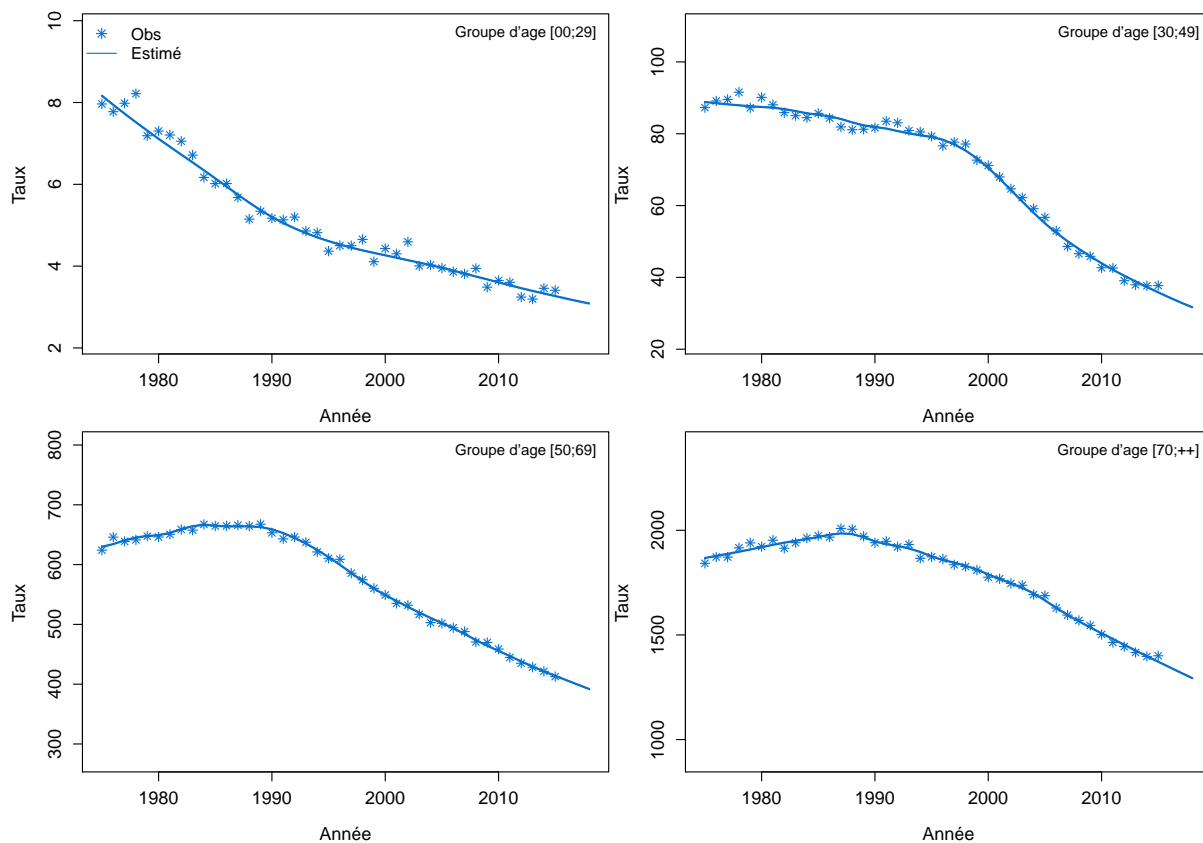 Obs
Estimé
Groupe d'age [00;29]
Taux
10
8
6
4
2
1980 1990 2000 2010
Année
Groupe d'age [30;49]
Taux
100
80
60
40
20
1980 1990 2000 2010
Année
Groupe d'age [50;69]
Taux
800
700
600
500
400
300
1980 1990 2000 2010
Année
Groupe d'age [70;++]
Taux
2000
1500
1000
1980 1990 2000 2010
Année